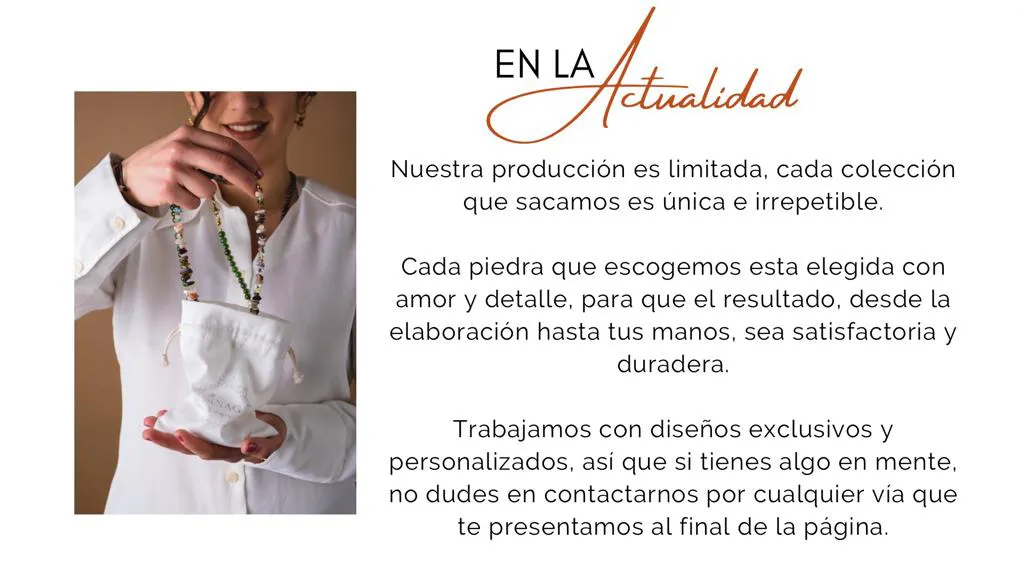 EN LA Actualidad
Nuestra producción es limitada, cada colección
que sacamos es única e irrepetible.
Cada piedra que escogemos esta elegida con
amor y detalle, para que el resultado, desde la
elaboración hasta tus manos, sea satisfactoria y
duradera.
Trabajamos con diseños exclusivos y
personalizados, así que si tienes algo en mente,
no dudes en contactarnos por cualquier vía que
te presentamos al final de la página.